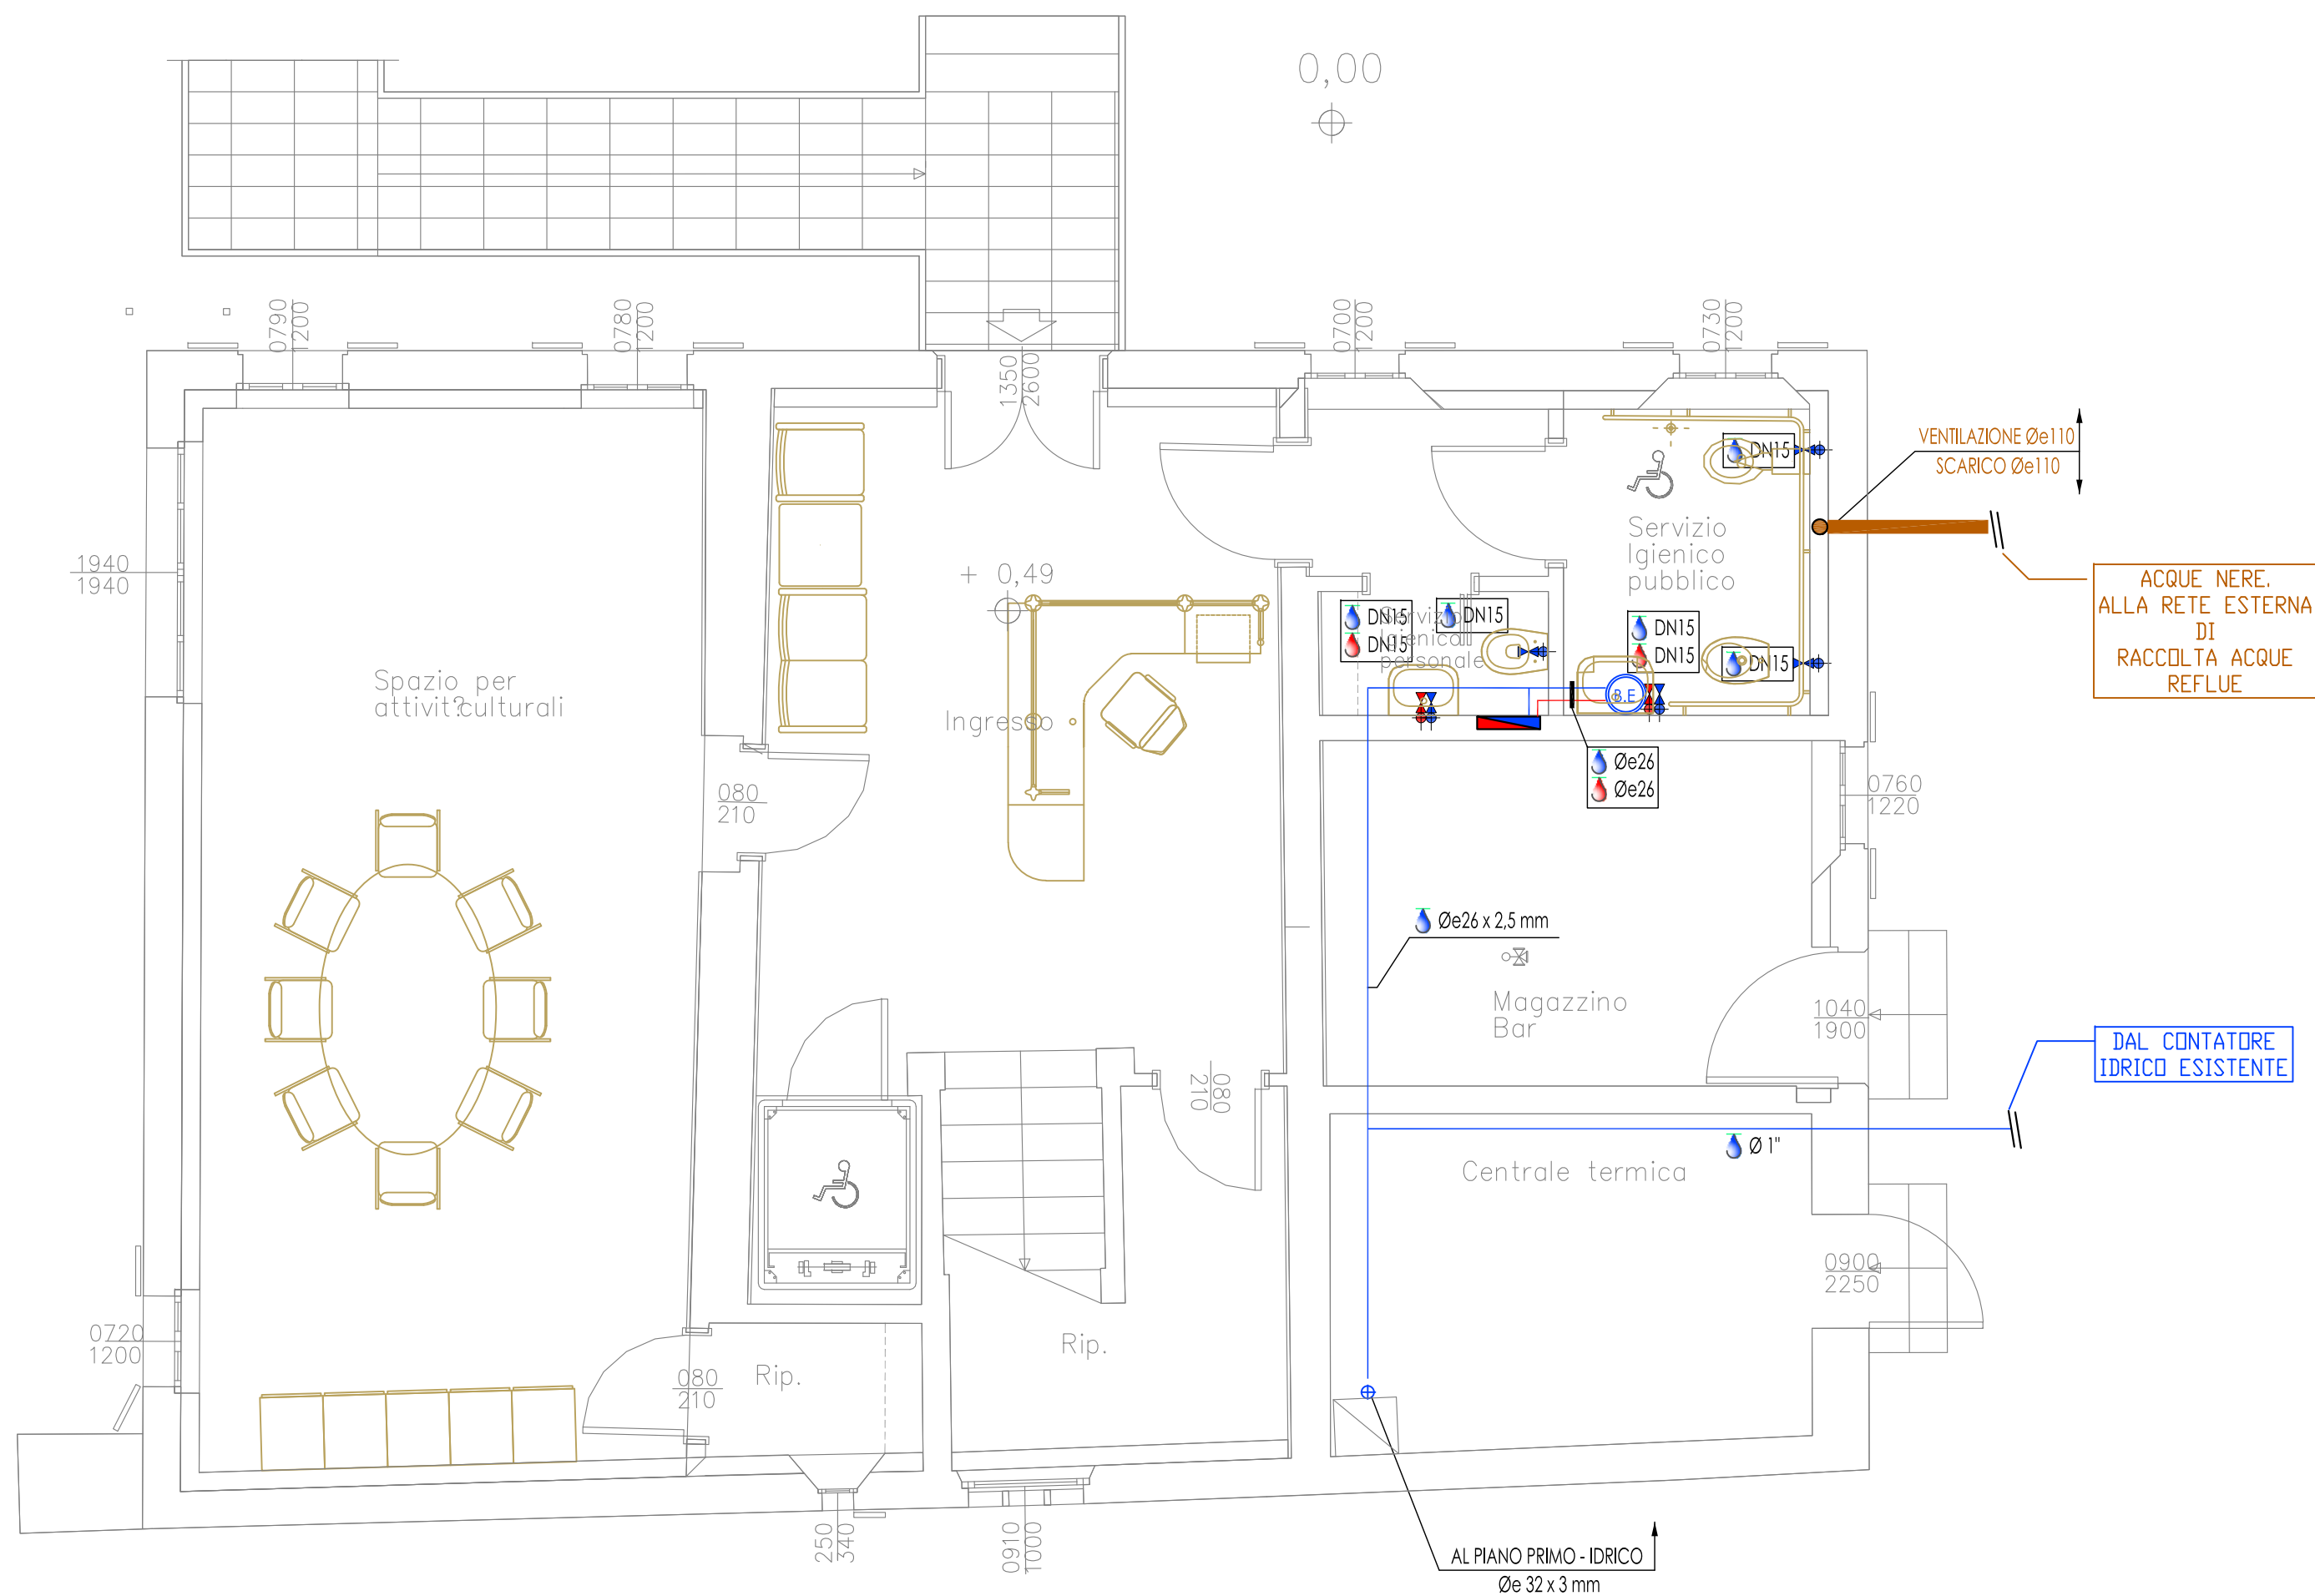 0,00
0790
1200
0780
1200
1350
2600
0700
1200
0730
1200
VENTILAZIONE Øe110
SCARICO Øe110
DN15
Servizio
Igienico
pubblico
1940
1940
+ 0,49
ACQUE NERE.
ALLA RETE ESTERNA
DI
RACCOLTA ACQUE
REFLUE
DN15
DN15
DN15
Servizio
Igienico
personale
DN15
DN15
DN15
B.E
Spazio per
attivit?culturali
Ingresso
Øe26
Øe26
080
210
0760
1220
Øe26 x 2,5 mm
Magazzino
Bar
1040
1900
DAL CONTATORE
IDRICO ESISTENTE
080
210
Ø 1"
Centrale termica
0900
2250
0720
1200
Rip.
Rip.
080
210
250
340
0910
1000
AL PIANO PRIMO - IDRICO
Øe 32 x 3 mm